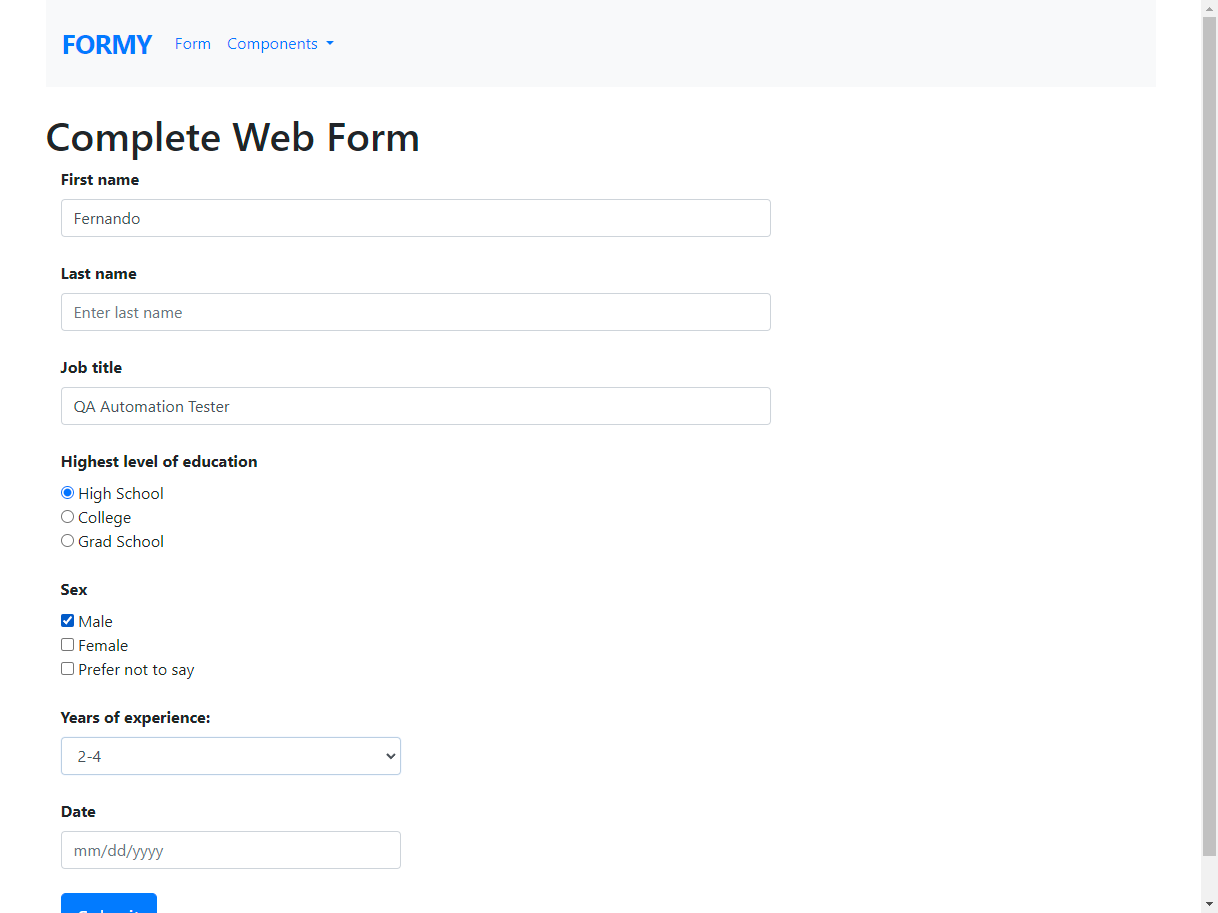 FORMY Form Components
Complete Web Form
First name
Fernando
Last name
Enter last name
Job title
QA Automation Tester
Highest level of education
High School
College
Grad School
Sex
Male
Female
Prefer not to say
Years of experience:
2-4
Date
mm/dd/yyyy
Submit